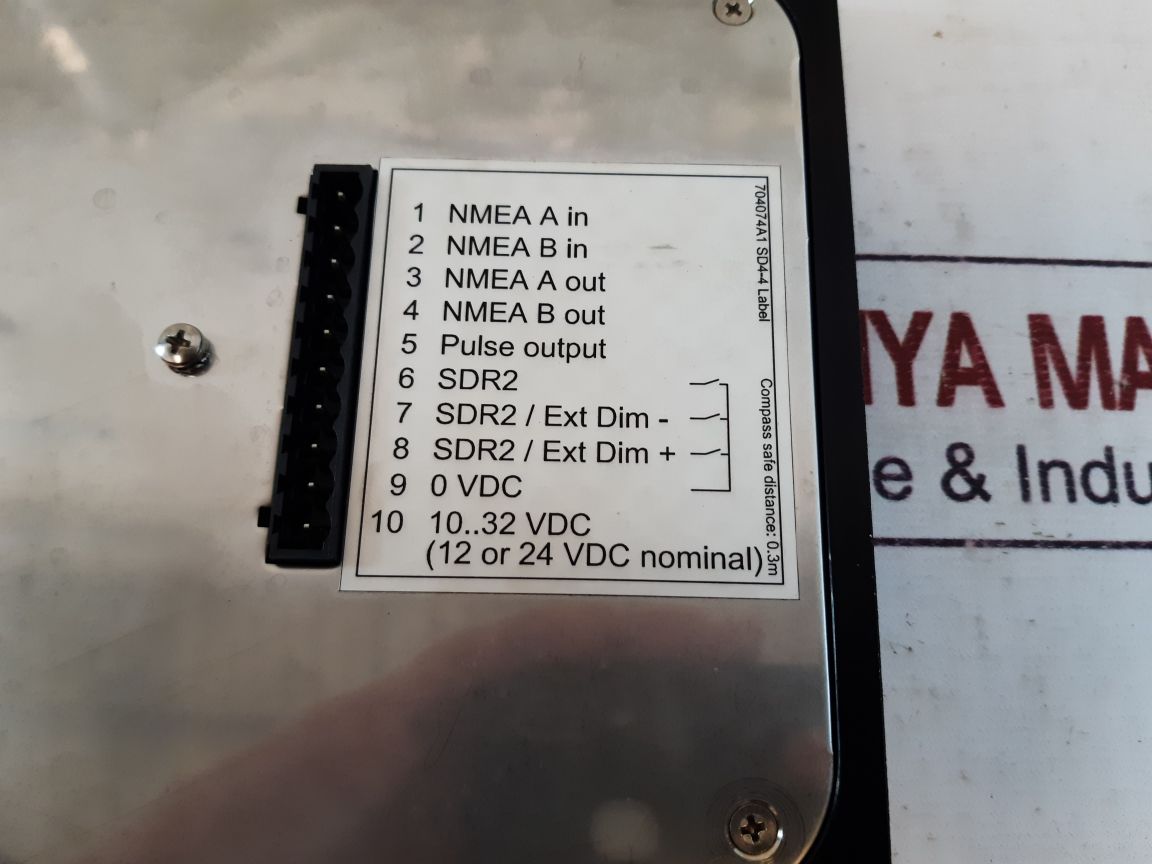 1 NMEA A in
2 NMEA B in
3 NMEA A out
4 NMEA B out
5 Pulse output
6 SDR2
7 SDR2 / Ext Dim -
8 SDR2 / Ext Dim +
9 0 VDC
10 10..32 VDC
(12 or 24 VDC nominal)
704074A1 SD4-4 Label
Compass safe distance: 0.3m
IYA MA
e & Indu